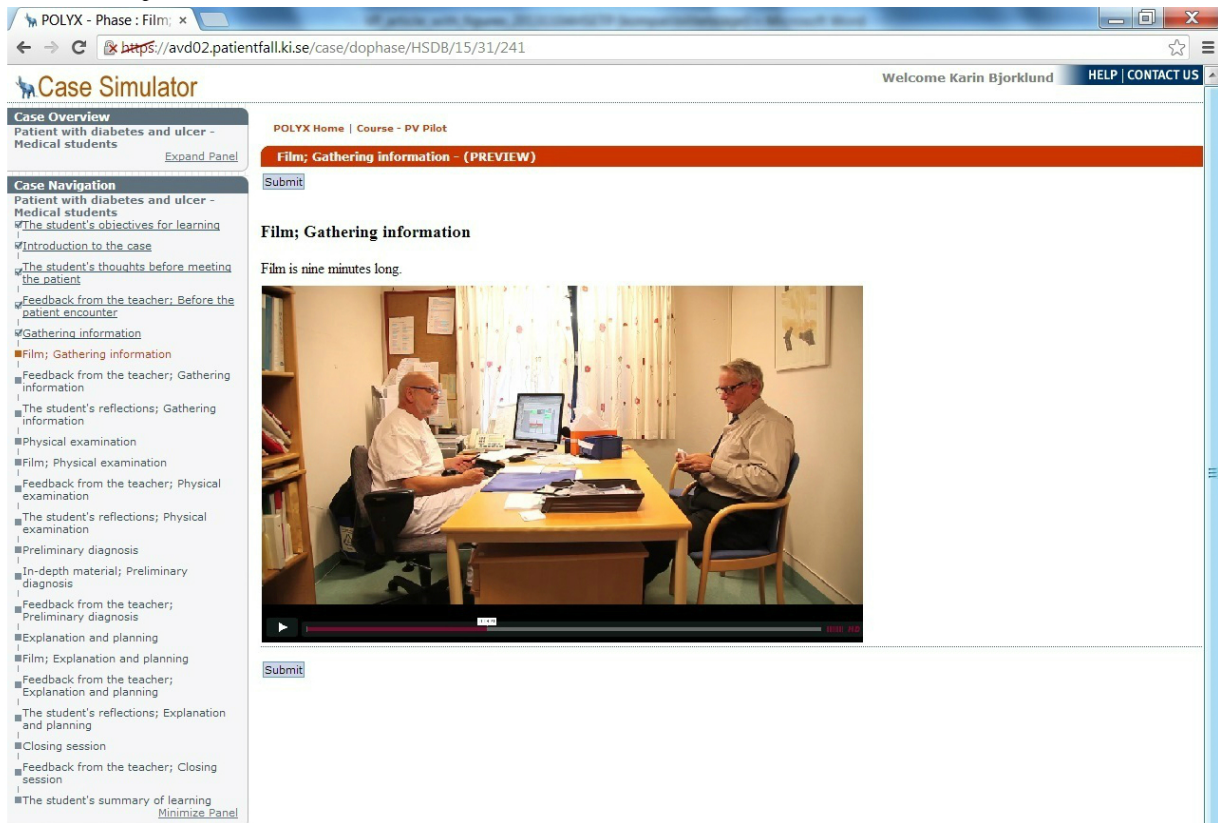 POLYX - Phase : Film; ×
https://avd02.patientfall.ki.se/case/dophase/HSDB/15/31/241
Case Simulator
Welcome Karin Bjorklund
HELP | CONTACT US
Case Overview
Patient with diabetes and ulcer -
Medical students
Expand Panel
POLYX Home | Course - PV Pilot
Film; Gathering information - (PREVIEW)
Submit
Case Navigation
Patient with diabetes and ulcer -
Medical students
The student's objectives for learning
Introduction to the case
The student's thoughts before meeting
the patient
Feedback from the teacher; Before the
patient encounter
Gathering information
Film; Gathering information
Feedback from the teacher; Gathering
information
The student's reflections; Gathering
information
Physical examination
Film; Physical examination
Feedback from the teacher; Physical
examination
The student's reflections; Physical
examination
Preliminary diagnosis
In-depth material; Preliminary
diagnosis
Feedback from the teacher;
Preliminary diagnosis
Explanation and planning
Film; Explanation and planning
Feedback from the teacher;
Explanation and planning
The student's reflections; Explanation
and planning
Closing session
Feedback from the teacher; Closing
session
The student's summary of learning
Minimize Panel
Film; Gathering information
Film is nine minutes long.
Submit